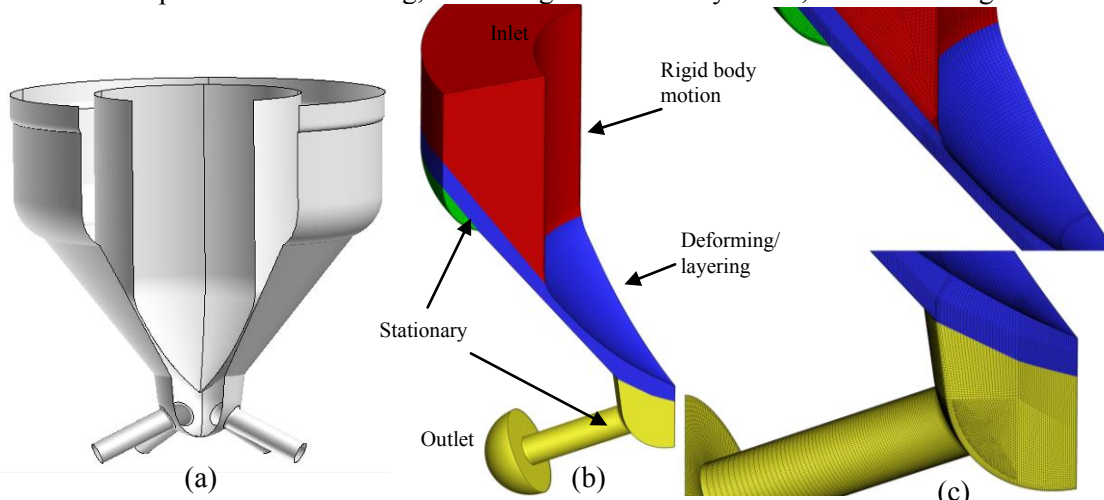 Inlet
Rigid body
motion
Deforming/
layering
Stationary
Outlet
(a)
(b)
(c)